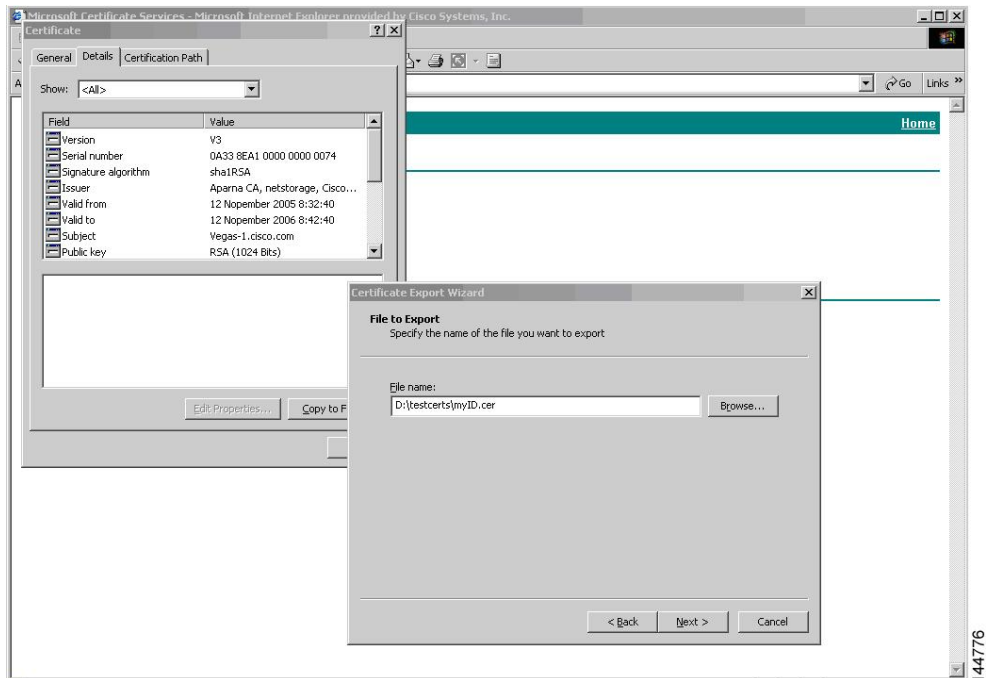 Microsoft Certificate Services - Microsoft Internet Explorer provided by Cisco Systems, Inc.
Certificate
General Details Certification Path
Go Links »
Show: <All>
Home
Field Value
Version V3
Serial number 0A33 8EA1 0000 0000 0074
Signature algorithm sha1RSA
Issuer Aparna CA, netstorage, Cisco...
Valid from 12 Nopember 2005 8:32:40
Valid to 12 Nopember 2006 8:42:40
Subject Vegas-1.cisco.com
Public key RSA (1024 Bits)
Edit Properties... Copy to F
Certificate Export Wizard
File to Export
Specify the name of the file you want to export
File name:
D:\testcerts\myID.cer Browse...
< Back Next > Cancel
144776